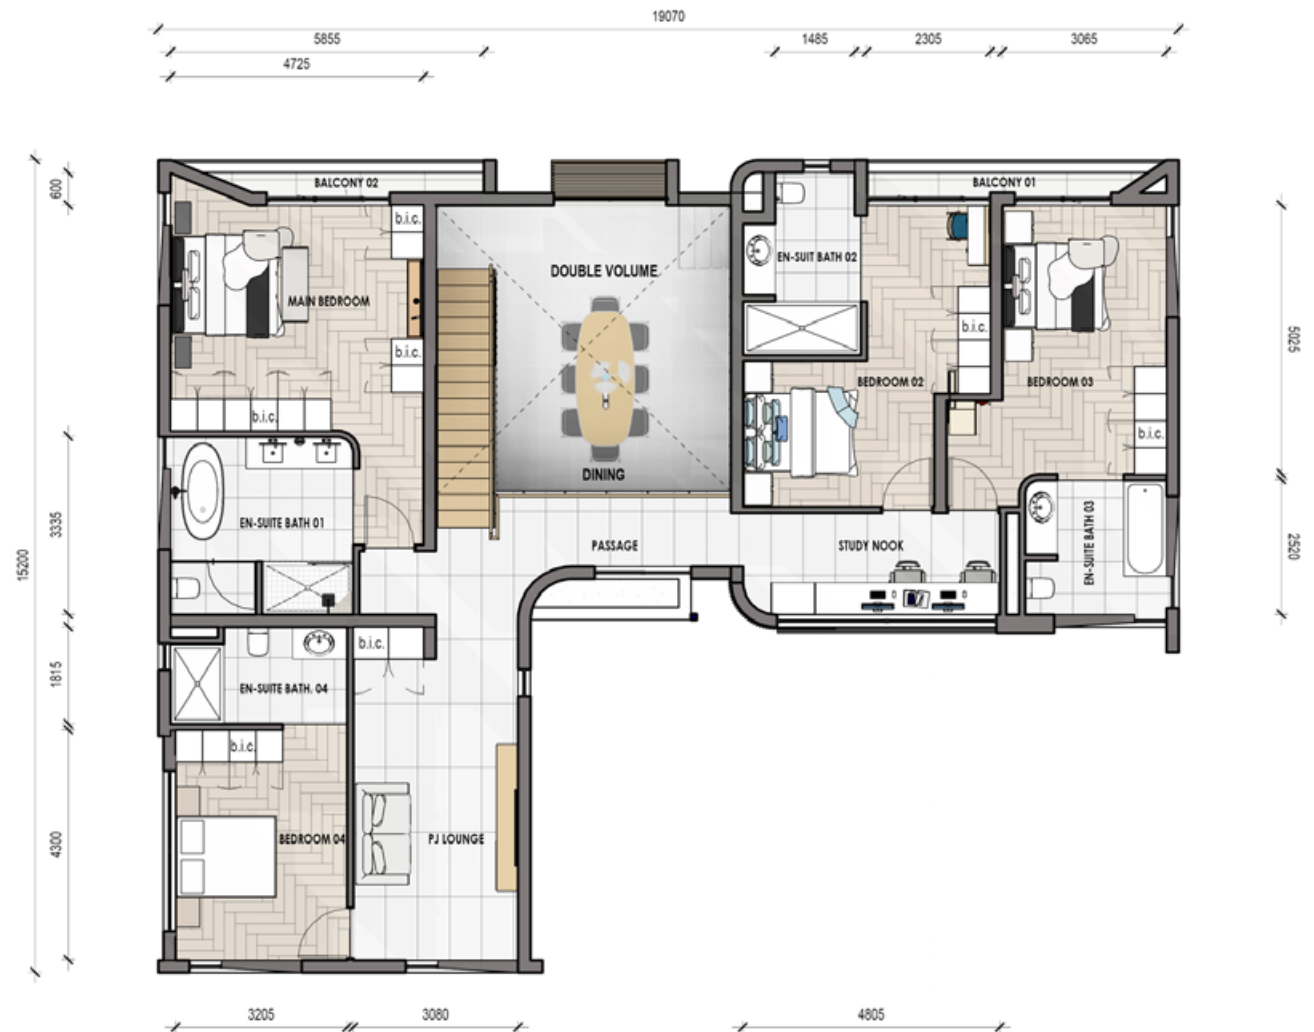 19070
5855
1485
2305
3065
4725
600
BALCONY 02
BALCONY 01
b.i.c.
EN-SUIT BATH 02
DOUBLE VOLUME
MAIN BEDROOM
b.i.c.
5025
b.i.c.
BEDROOM 02
BEDROOM 03
b.i.c.
b.i.c.
DINING
3335
EN-SUITE BATH 01
PASSAGE
STUDY NOOK
EN-SUITE BATH 03
2520
15200
b.i.c.
1815
EN-SUITE BATH. 04
b.i.c.
4300
BEDROOM 04
PJ LOUNGE
3205
3080
4805